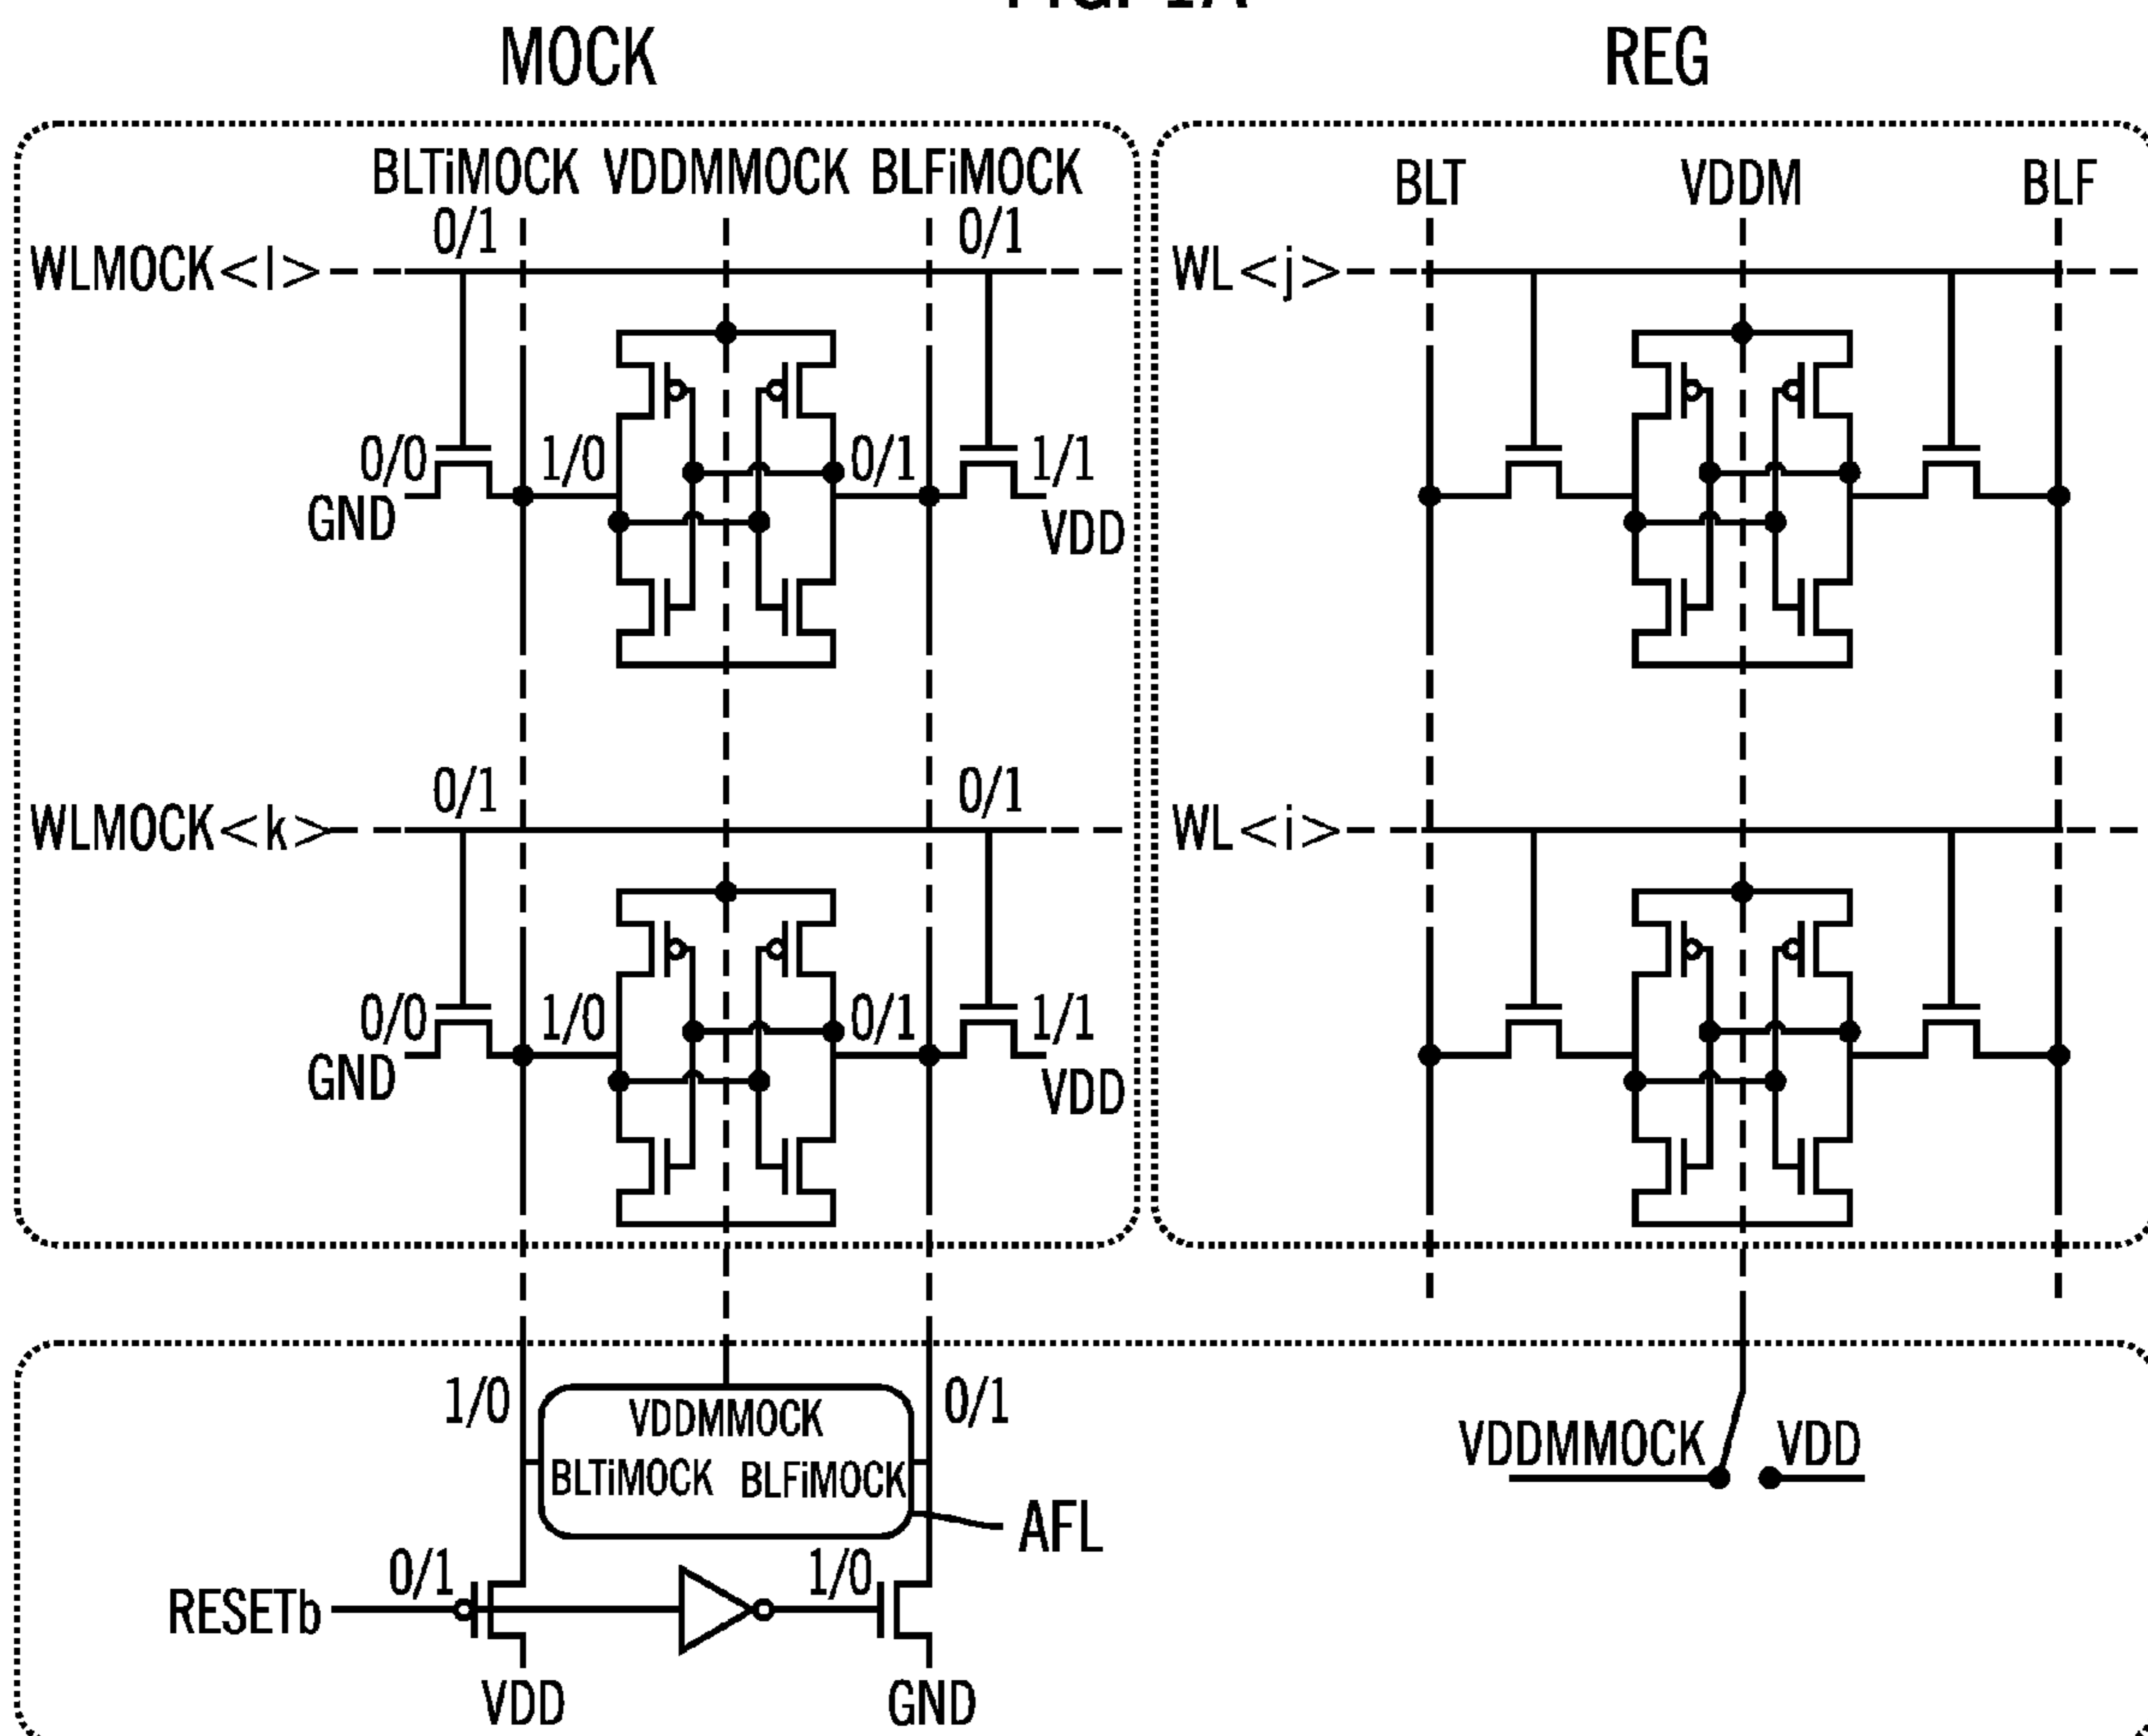 MOCK
REG
BLTiMOCK VDDMMOCK BLFiMOCK
BLT VDDM BLF
0/1 0/1
WLMOCK<l>
WL<j>
0/0 1/0 0/1 1/1
GND VDD
0/1 0/1
WLMOCK<k>
WL<i>
0/0 1/0 0/1 1/1
GND VDD
1/0 0/1
VDDMMOCK
BLTiMOCK BLFiMOCK
VDDMMOCK VDD
AFL
0/1 1/0
RESETb
VDD GND